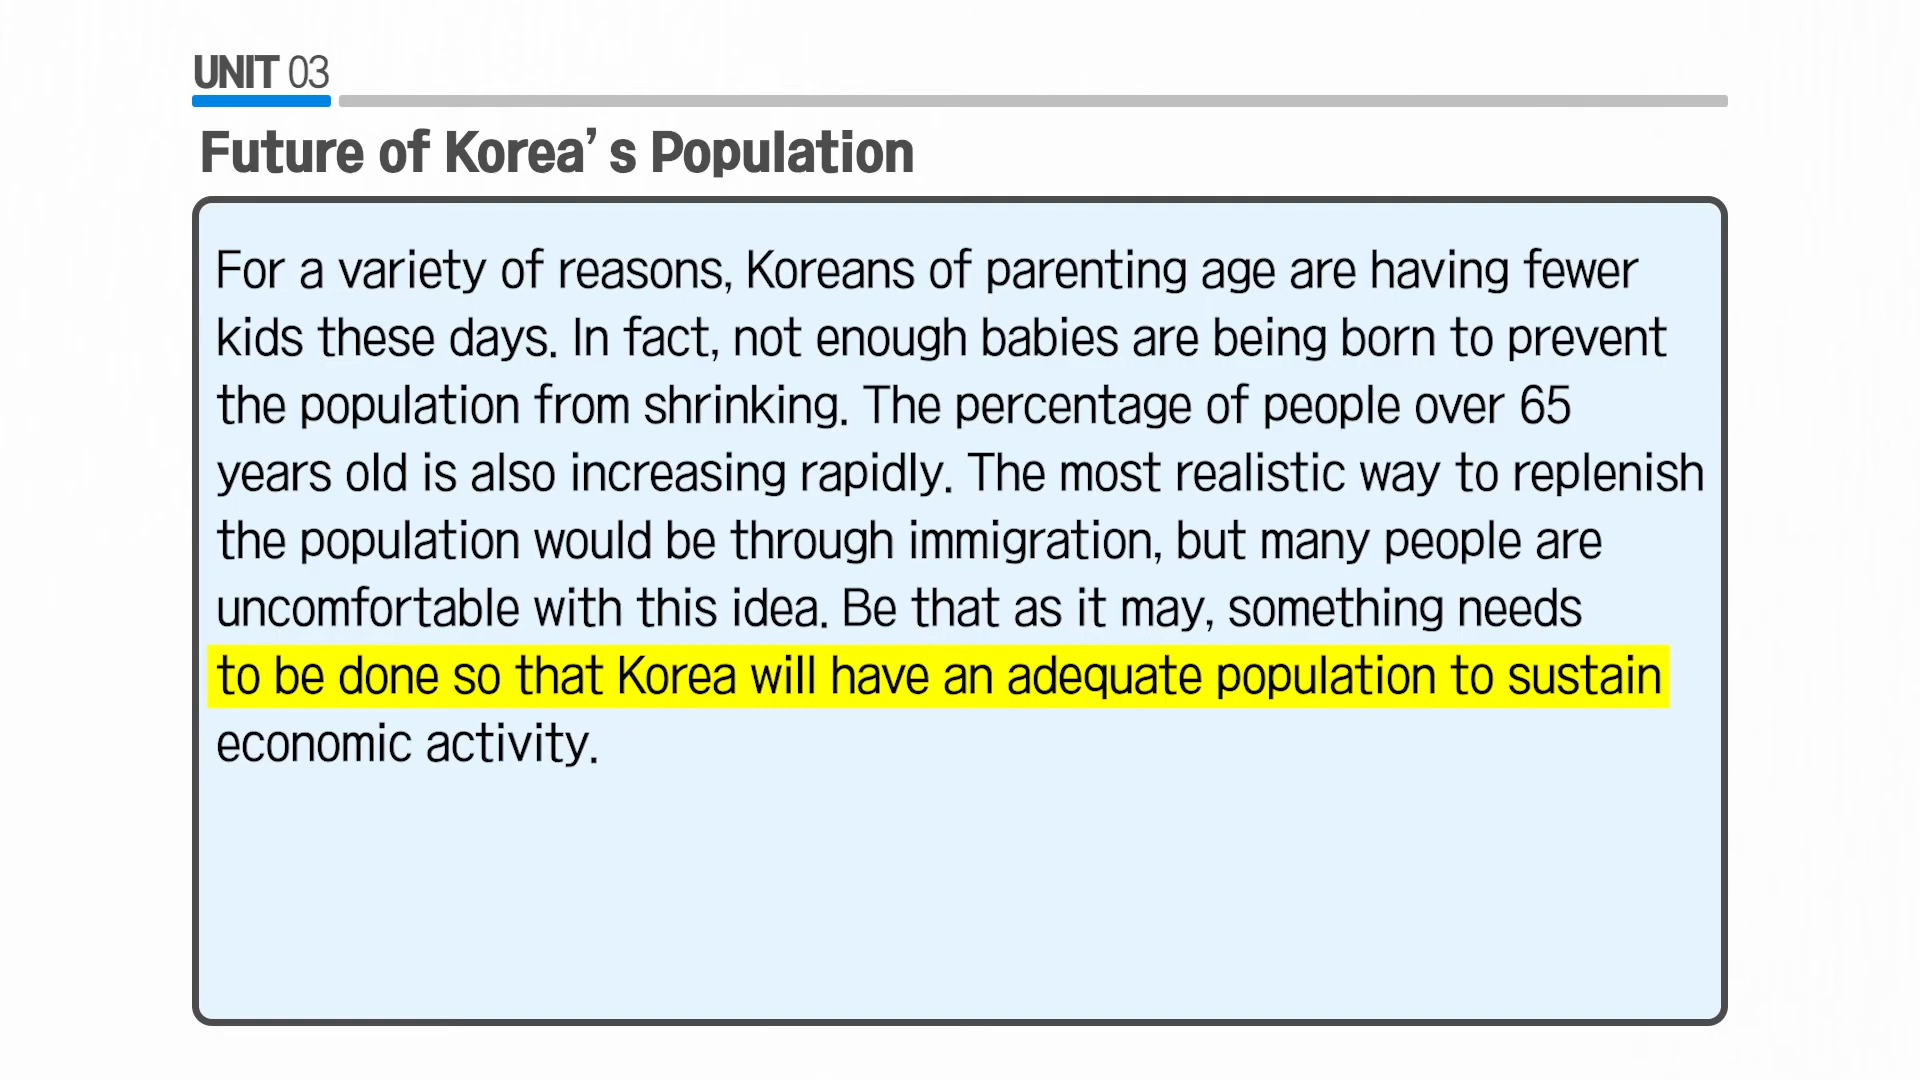 UNIT 03
Future of Korea's Population
For a variety of reasons, Koreans of parenting age are having fewer
kids these days. In fact, not enough babies are being born to prevent
the population from shrinking. The percentage of people over 65
years old is also increasing rapidly. The most realistic way to replenish
the population would be through immigration, but many people are
uncomfortable with this idea. Be that as it may, something needs
to be done so that Korea will have an adequate population to sustain
economic activity.